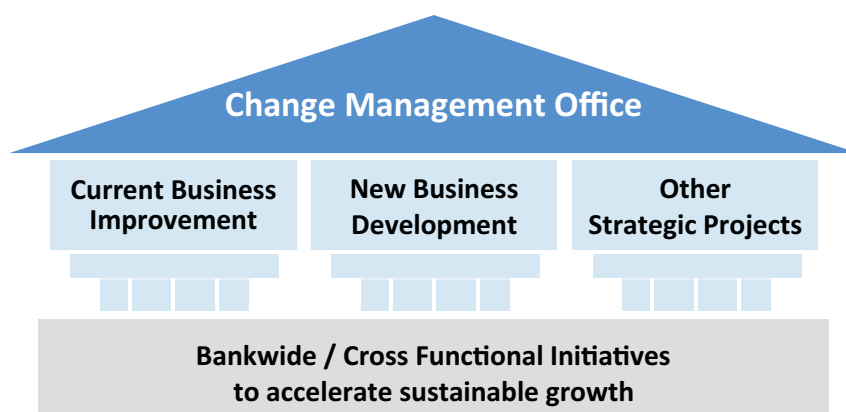 Change Management Office
Current Business
Improvement
New Business
Development
Other
Strategic Projects
Bankwide / Cross Functional Initiatives
to accelerate sustainable growth